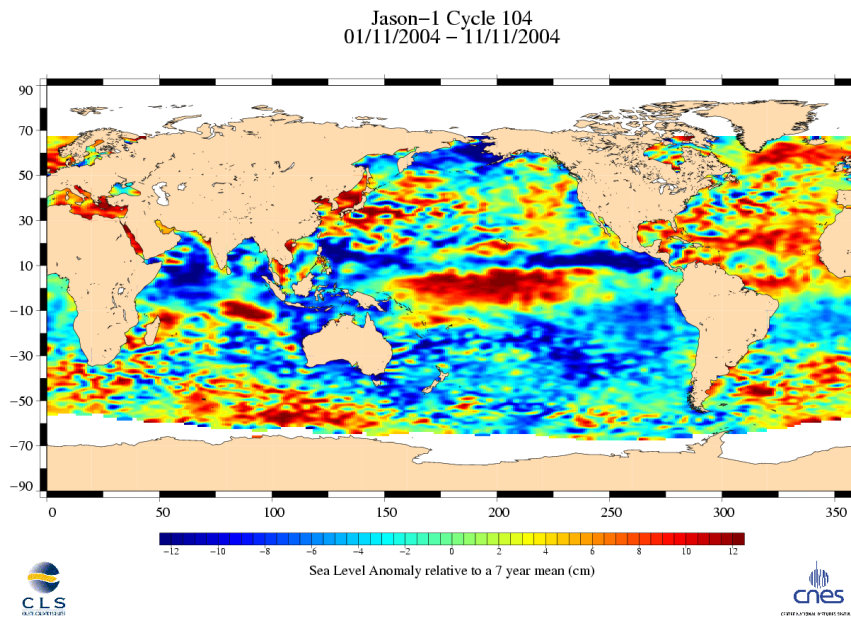 Jason-1 Cycle 104
01/11/2004 - 11/11/2004
90
70
50
30
10
-10
-30
-50
-70
-90
0 50 100 150 200 250 300 350
-12 -10 -8 -6 -4 -2 0 2 4 6 8 10 12
Sea Level Anomaly relative to a 7 year mean (cm)
CLS
cnes